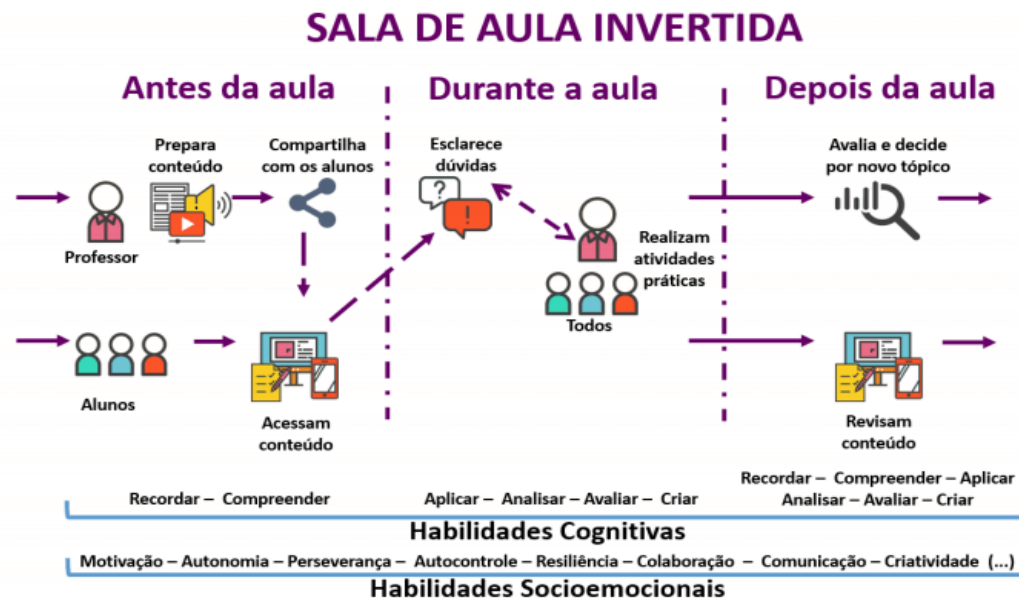 SALA DE AULA INVERTIDA
Antes da aula
Durante a aula
Depois da aula
Prepara
conteúdo
Compartilha
com os alunos
Esclarece
dúvidas
Avalia e decide
por novo tópico
Professor
Realizam
atividades
práticas
Todos
Alunos
Acessam
conteúdo
Revisam
conteúdo
Recordar – Compreender
Aplicar – Analisar – Avaliar – Criar
Recordar – Compreender – Aplicar
Analisar – Avaliar – Criar
Habilidades Cognitivas
Motivação – Autonomia – Perseverança – Autocontrole – Resiliência – Colaboração – Comunicação – Criatividade (...)
Habilidades Socioemocionais